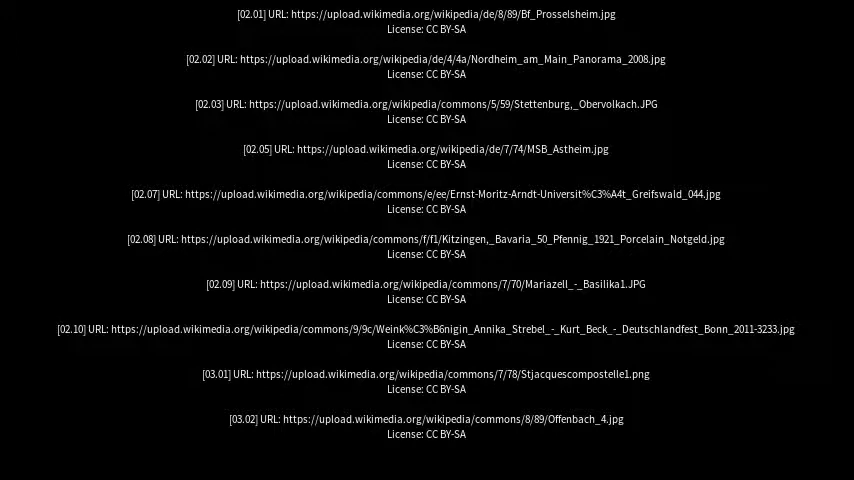 [02.01] URL: https://upload.wikimedia.org/wikipedia/de/8/89/Bf_Prosselsheim.jpg
License: CC BY-SA
[02.02] URL: https://upload.wikimedia.org/wikipedia/de/4/4a/Nordheim_am_Main_Panorama_2008.jpg
License: CC BY-SA
[02.03] URL: https://upload.wikimedia.org/wikipedia/commons/5/59/Stettenburg,_Obervolkach.JPG
License: CC BY-SA
[02.05] URL: https://upload.wikimedia.org/wikipedia/de/7/74/MSB_Astheim.jpg
License: CC BY-SA
[02.07] URL: https://upload.wikimedia.org/wikipedia/commons/e/ee/Ernst-Moritz-Arndt-Universit%C3%A4t_Greifswald_044.jpg
License: CC BY-SA
[02.08] URL: https://upload.wikimedia.org/wikipedia/commons/f/f1/Kitzingen,_Bavaria_50_Pfennig_1921_Porcelain_Notgeld.jpg
License: CC BY-SA
[02.09] URL: https://upload.wikimedia.org/wikipedia/commons/7/70/Mariazell_-_Basilika1.JPG
License: CC BY-SA
[02.10] URL: https://upload.wikimedia.org/wikipedia/commons/9/9c/Weink%C3%B6nigin_Annika_Strebel_-_Kurt_Beck_-_Deutschlandfest_Bonn_2011-3233.jpg
License: CC BY-SA
[03.01] URL: https://upload.wikimedia.org/wikipedia/commons/7/78/Stjacquescompostelle1.png
License: CC BY-SA
[03.02] URL: https://upload.wikimedia.org/wikipedia/commons/8/89/Offenbach_4.jpg
License: CC BY-SA